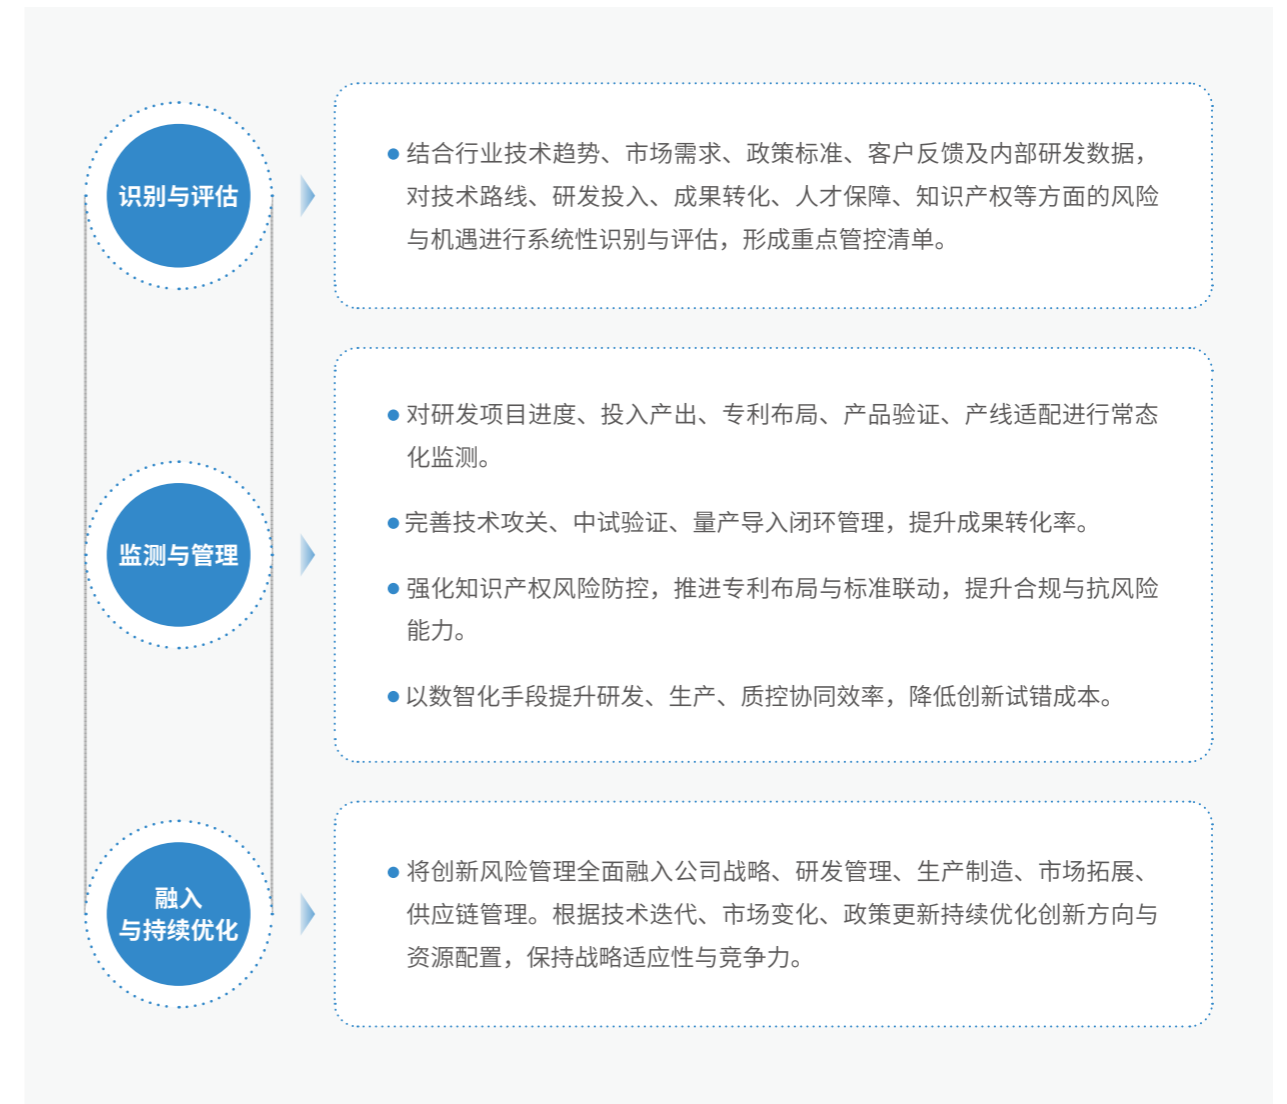 识别与评估
● 结合行业技术趋势、市场需求、政策标准、客户反馈及内部研发数据，
对技术路线、研发投入、成果转化、人才保障、知识产权等方面的风险
与机遇进行系统性识别与评估，形成重点管控清单。
监测与管理
● 对研发项目进度、投入产出、专利布局、产品验证、产线适配进行常态
化监测。
● 完善技术攻关、中试验证、量产导入闭环管理，提升成果转化率。
● 强化知识产权风险防控，推进专利布局与标准联动，提升合规与抗风险
能力。
● 以数智化手段提升研发、生产、质控协同效率，降低创新试错成本。
融入
与持续优化
● 将创新风险管理全面融入公司战略、研发管理、生产制造、市场拓展、
供应链管理。根据技术迭代、市场变化、政策更新持续优化创新方向与
资源配置，保持战略适应性与竞争力。